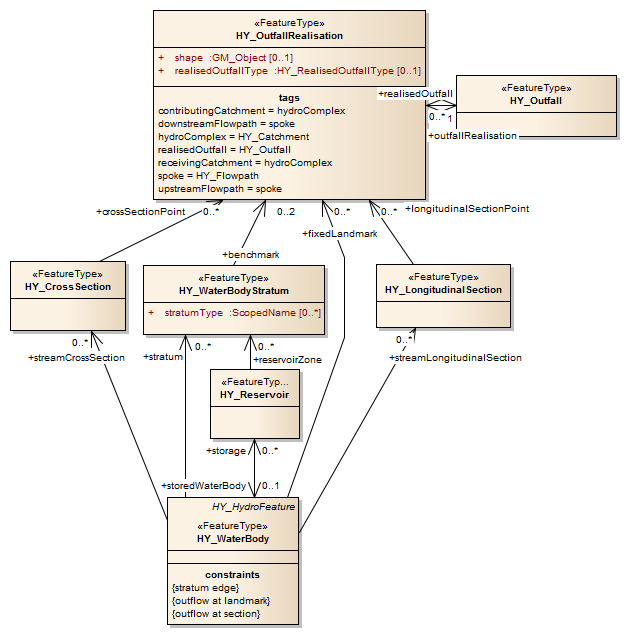 «FeatureType»
HY_OutfallRealisation
+ shape :GM_Object [0..1]
+ realisedOutfallType :HY_RealisedOutfallType [0..1]
tags
contributingCatchment = hydroComplex
downstreamFlowpath = spoke
hydroComplex = HY_Catchment
realisedOutfall = HY_Outfall
receivingCatchment = hydroComplex
spoke = HY_Flowpath
upstreamFlowpath = spoke
+realisedOutfall
0..* 1
+outfallRealisation
«FeatureType»
HY_Outfall
+crossSectionPoint 0..*
0..2
0..*
0..* +longitudinalSectionPoint
+fixedLandmark
+benchmark
«FeatureType»
HY_CrossSection
«FeatureType»
HY_WaterBodyStratum
+ stratumType :ScopedName [0..*]
«FeatureType»
HY_LongitudinalSection
0..*
+streamCrossSection
0..*
+stratum
0..*
+reservoirZone
0..*
+streamLongitudinalSection
«FeatureTyp...
HY_Reservoir
+storage 0..*
+storedWaterBody 0..1
HY_HydroFeature
«FeatureType»
HY_WaterBody
constraints
{stratum edge}
{outflow at landmark}
{outflow at section}